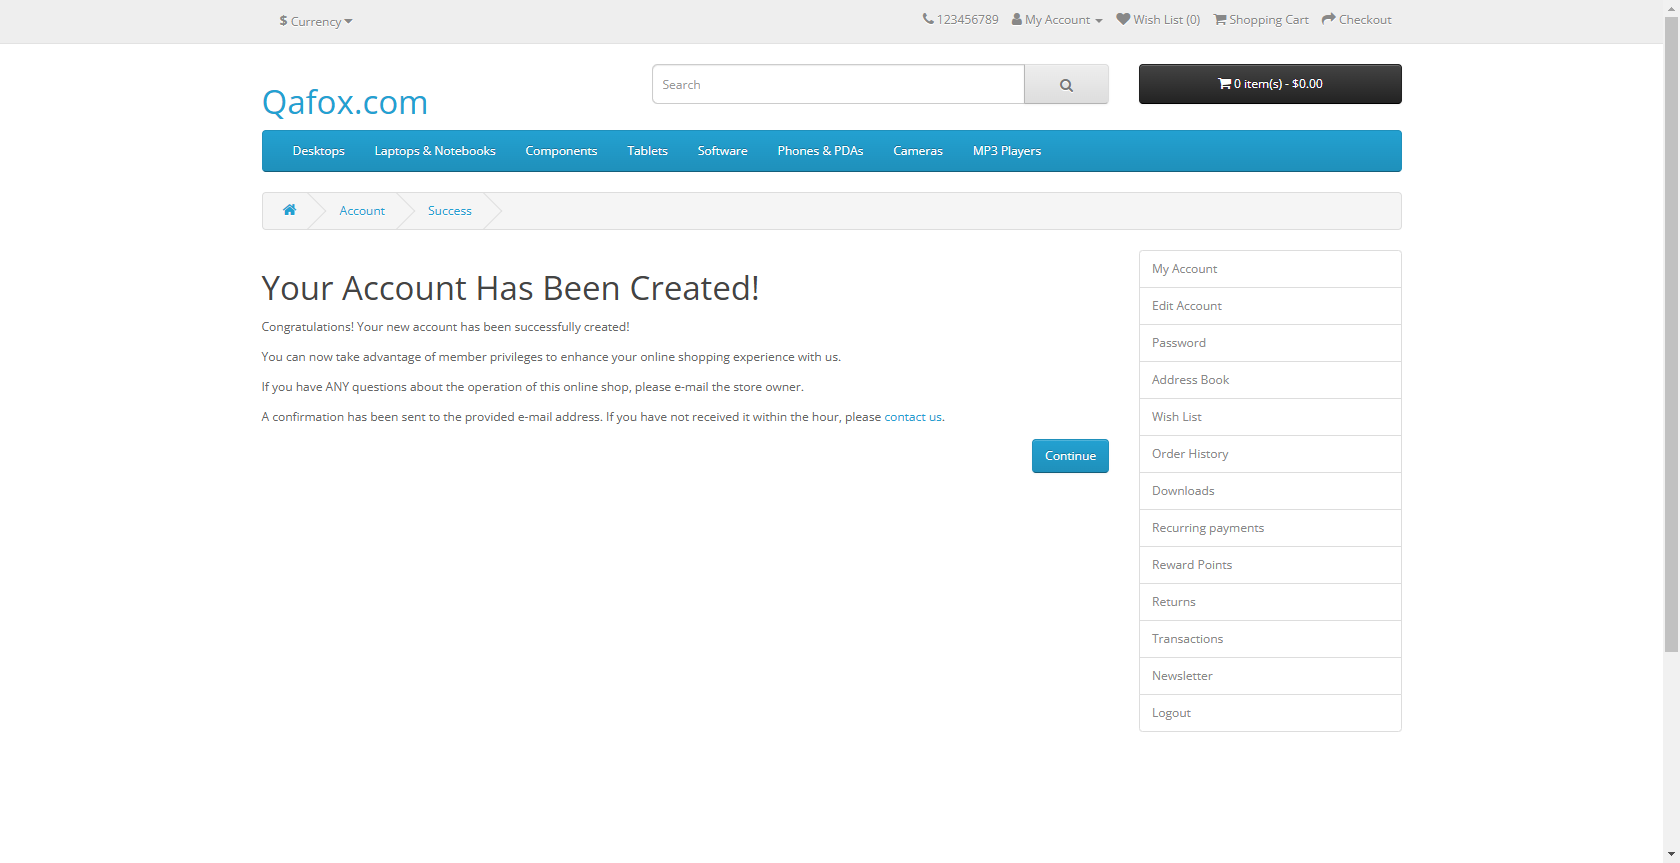 $ Currency
123456789 My Account Wish List (0) Shopping Cart Checkout
Qafox.com
Search
0 item(s) - $0.00
Desktops Laptops & Notebooks Components Tablets Software Phones & PDAs Cameras MP3 Players
Account Success
Your Account Has Been Created!
Congratulations! Your new account has been successfully created!
You can now take advantage of member privileges to enhance your online shopping experience with us.
If you have ANY questions about the operation of this online shop, please e-mail the store owner.
A confirmation has been sent to the provided e-mail address. If you have not received it within the hour, please contact us.
Continue
My Account
Edit Account
Password
Address Book
Wish List
Order History
Downloads
Recurring payments
Reward Points
Returns
Transactions
Newsletter
Logout